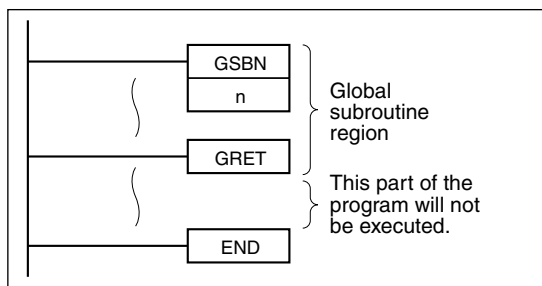 GSBN
n
Global
subroutine
region
GRET
This part of the
program will not
be executed.
END